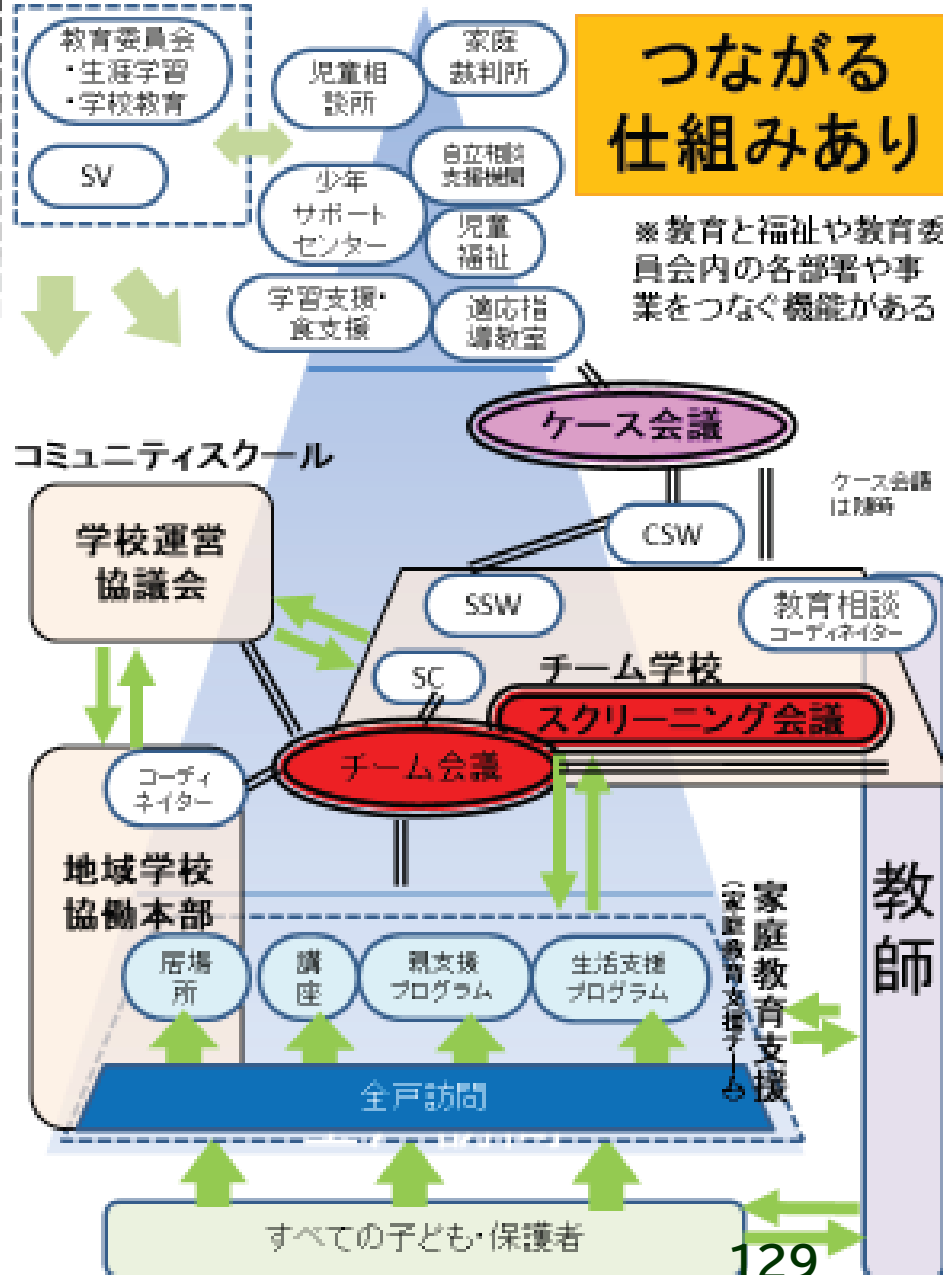 教育委員会
・生涯学習
・学校教育
SV
児童相
談所
家庭
裁判所
つながる
仕組みあり
自立相談
支援機関
少年
サポート
センター
児童
福祉
※教育と福祉や教育委
員会内の各部署や事
業をつなぐ機能がある
学習支援・
食支援
適応指
導教室
ケース会議
コミュニティスクール
ケース会議
は随時
学校運営
協議会
CSW
SSW
教育相談
コーディネイター
SC
チーム学校
スクリーニング会議
チーム会議
コーディ
ネイター
地域学校
協働本部
教師
家庭教育支援
(家庭教育支援チーム)
居場
所
講
座
親支援
プログラム
生活支援
プログラム
全戸訪問
すべての子ども・保護者
129